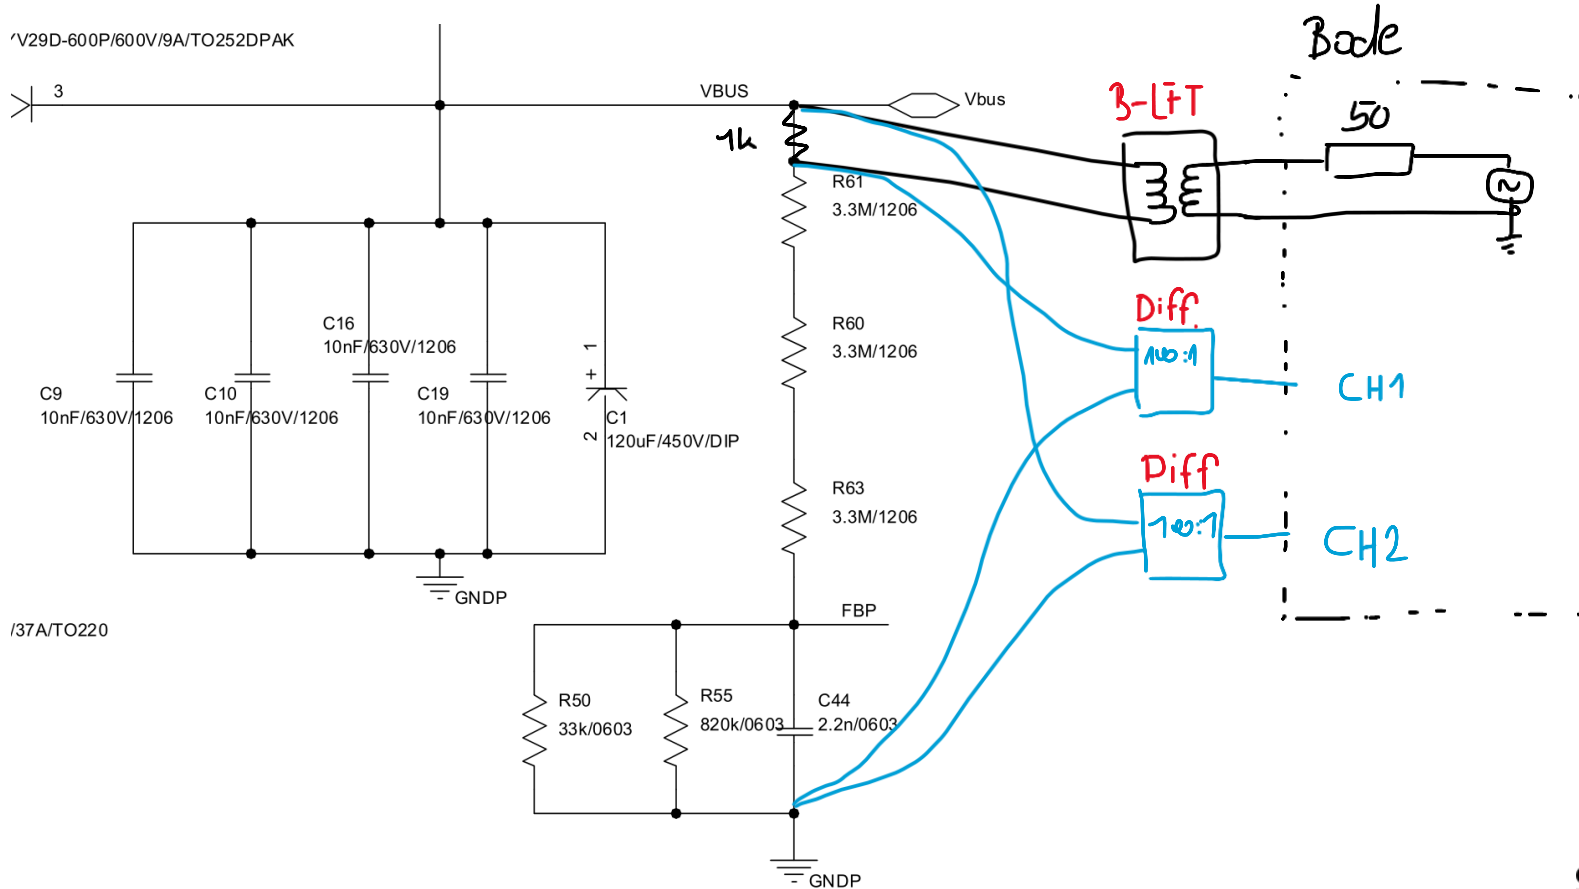 YV29D-600P/600V/9A/TO252DPAK
Bode
3
VBUS
Vbus
B-LFT
50
1k
R61
3.3M/1206
Diff.
C16
10nF/630V/1206
R60
3.3M/1206
100:1
CH1
1
+
C9
10nF/630V/1206
C10
10nF/630V/1206
C19
10nF/630V/1206
C1
120uF/450V/DIP
2
Diff
R63
3.3M/1206
100:1
CH2
GNDP
FBP
/37A/TO220
R50
33k/0603
R55
820k/0603
C44
2.2n/0603
GNDP